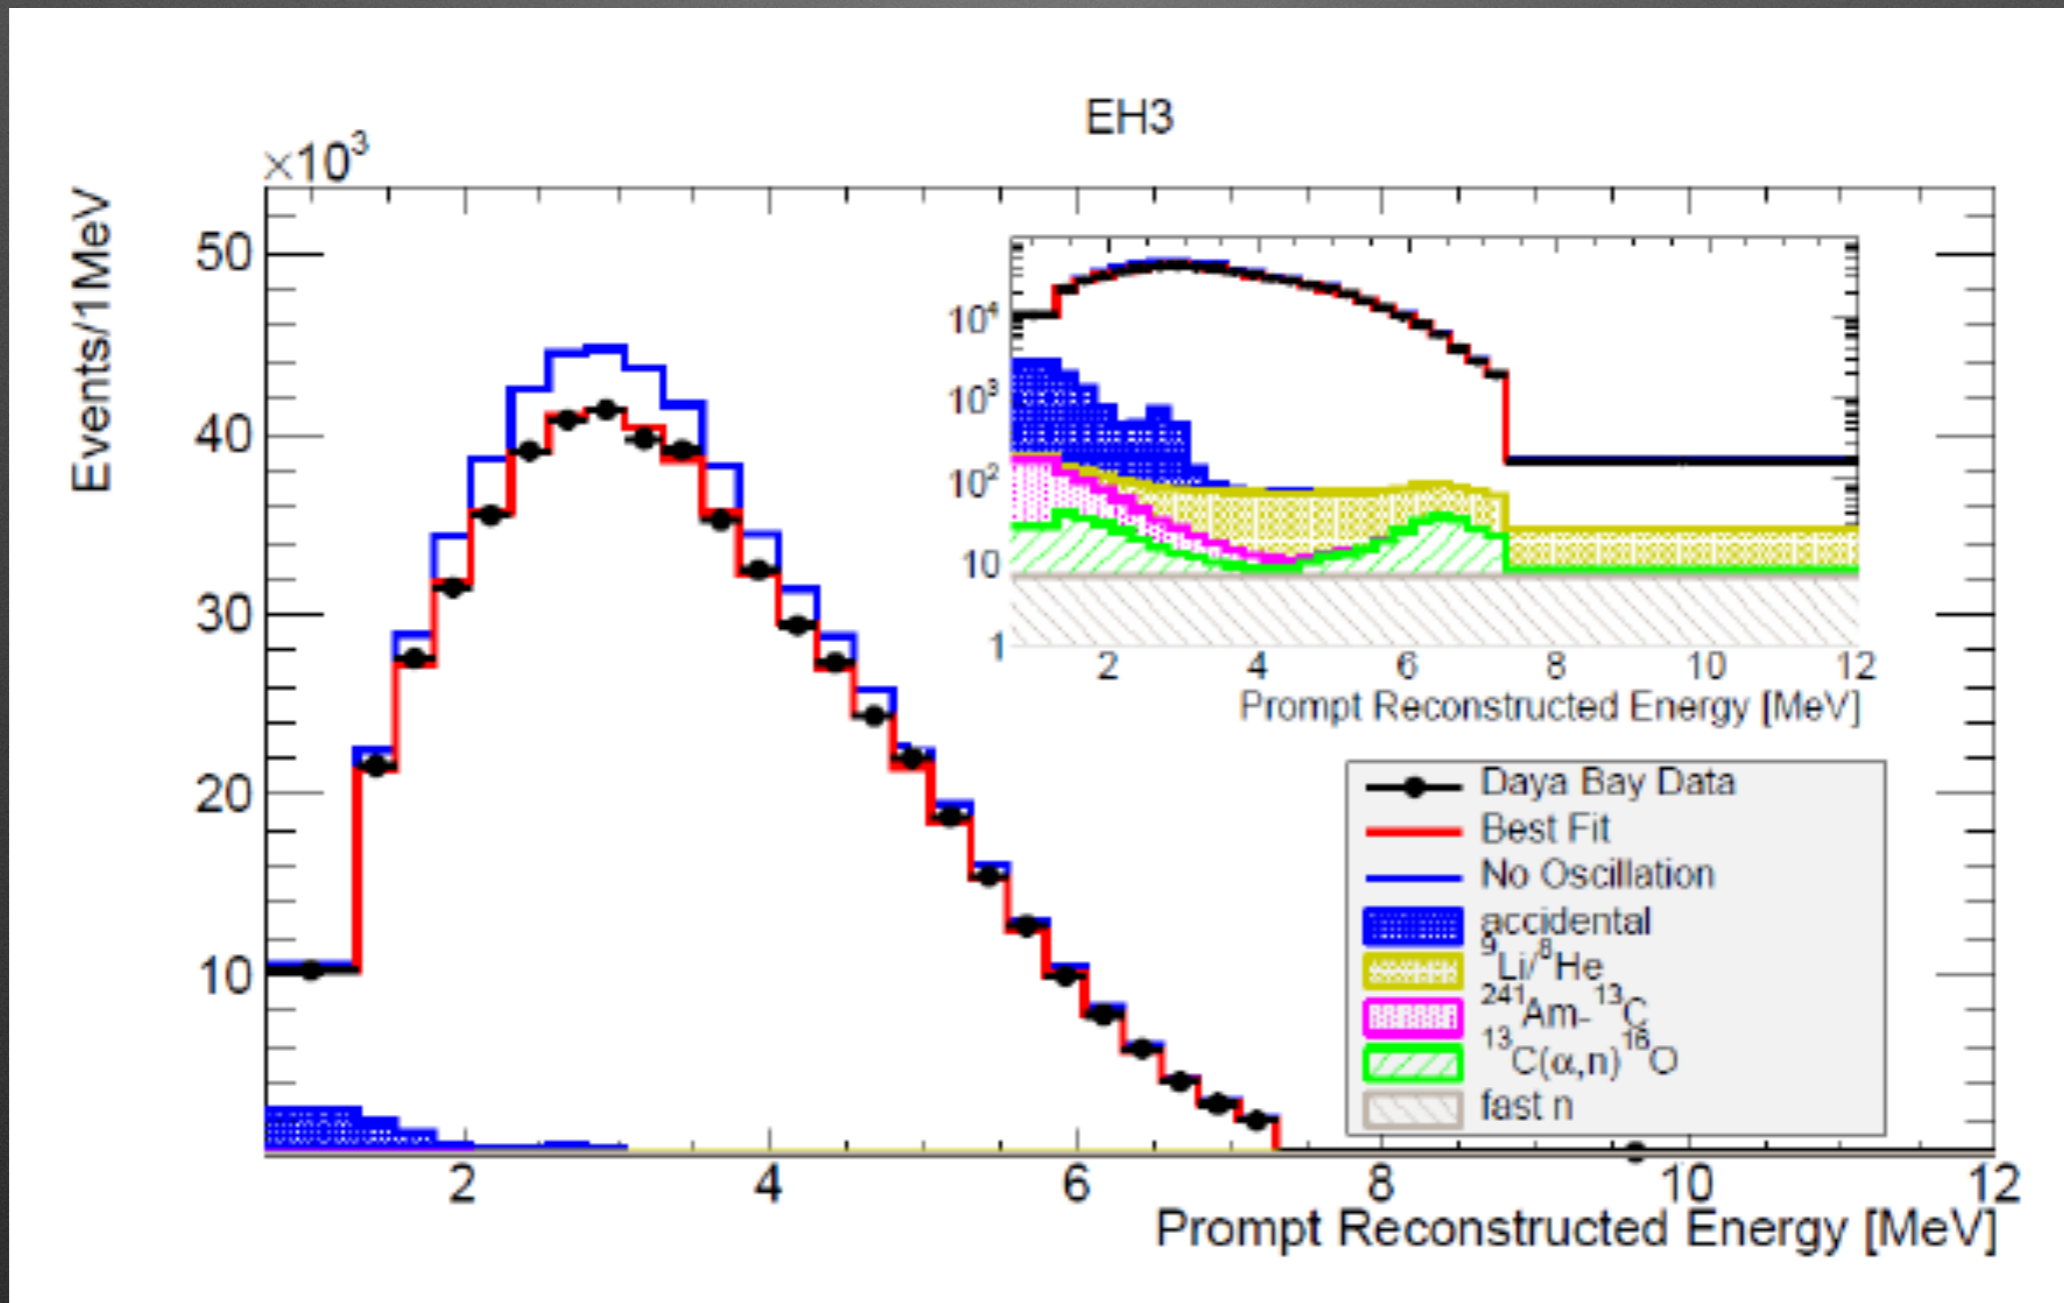 EH3
×10³
Events/1MeV
50
40
30
20
10
2 4 6 8 10 12
Prompt Reconstructed Energy [MeV]
10⁴
10³
10²
10
1
2 4 6 8 10 12
Prompt Reconstructed Energy [MeV]
Daya Bay Data
Best Fit
No Oscillation
accidental
⁹Li/⁸He
²⁴¹Am-¹³C
¹³C(α,n)¹⁶O
fast n